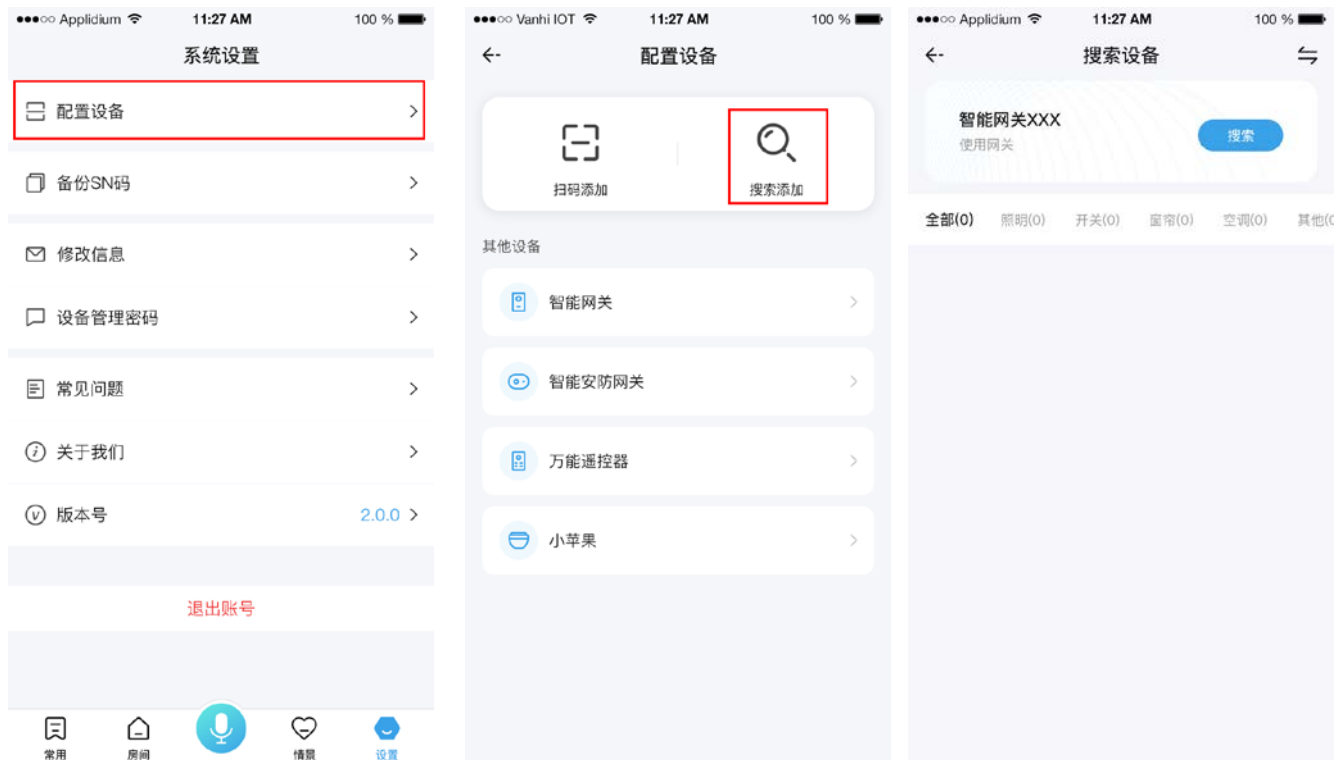 Applidium 11:27 AM 100 %
系统设置
配置设备
备份SN码
修改信息
设备管理密码
常见问题
关于我们
版本号 2.0.0
退出账号
常用 房间 情景 设置
Vanhi IOT 11:27 AM 100 %
配置设备
扫码添加 搜索添加
其他设备
智能网关
智能安防网关
万能遥控器
小苹果
Applidium 11:27 AM 100 %
搜索设备
智能网关XXX
使用网关
搜索
全部(0) 照明(0) 开关(0) 窗帘(0) 空调(0) 其他(0